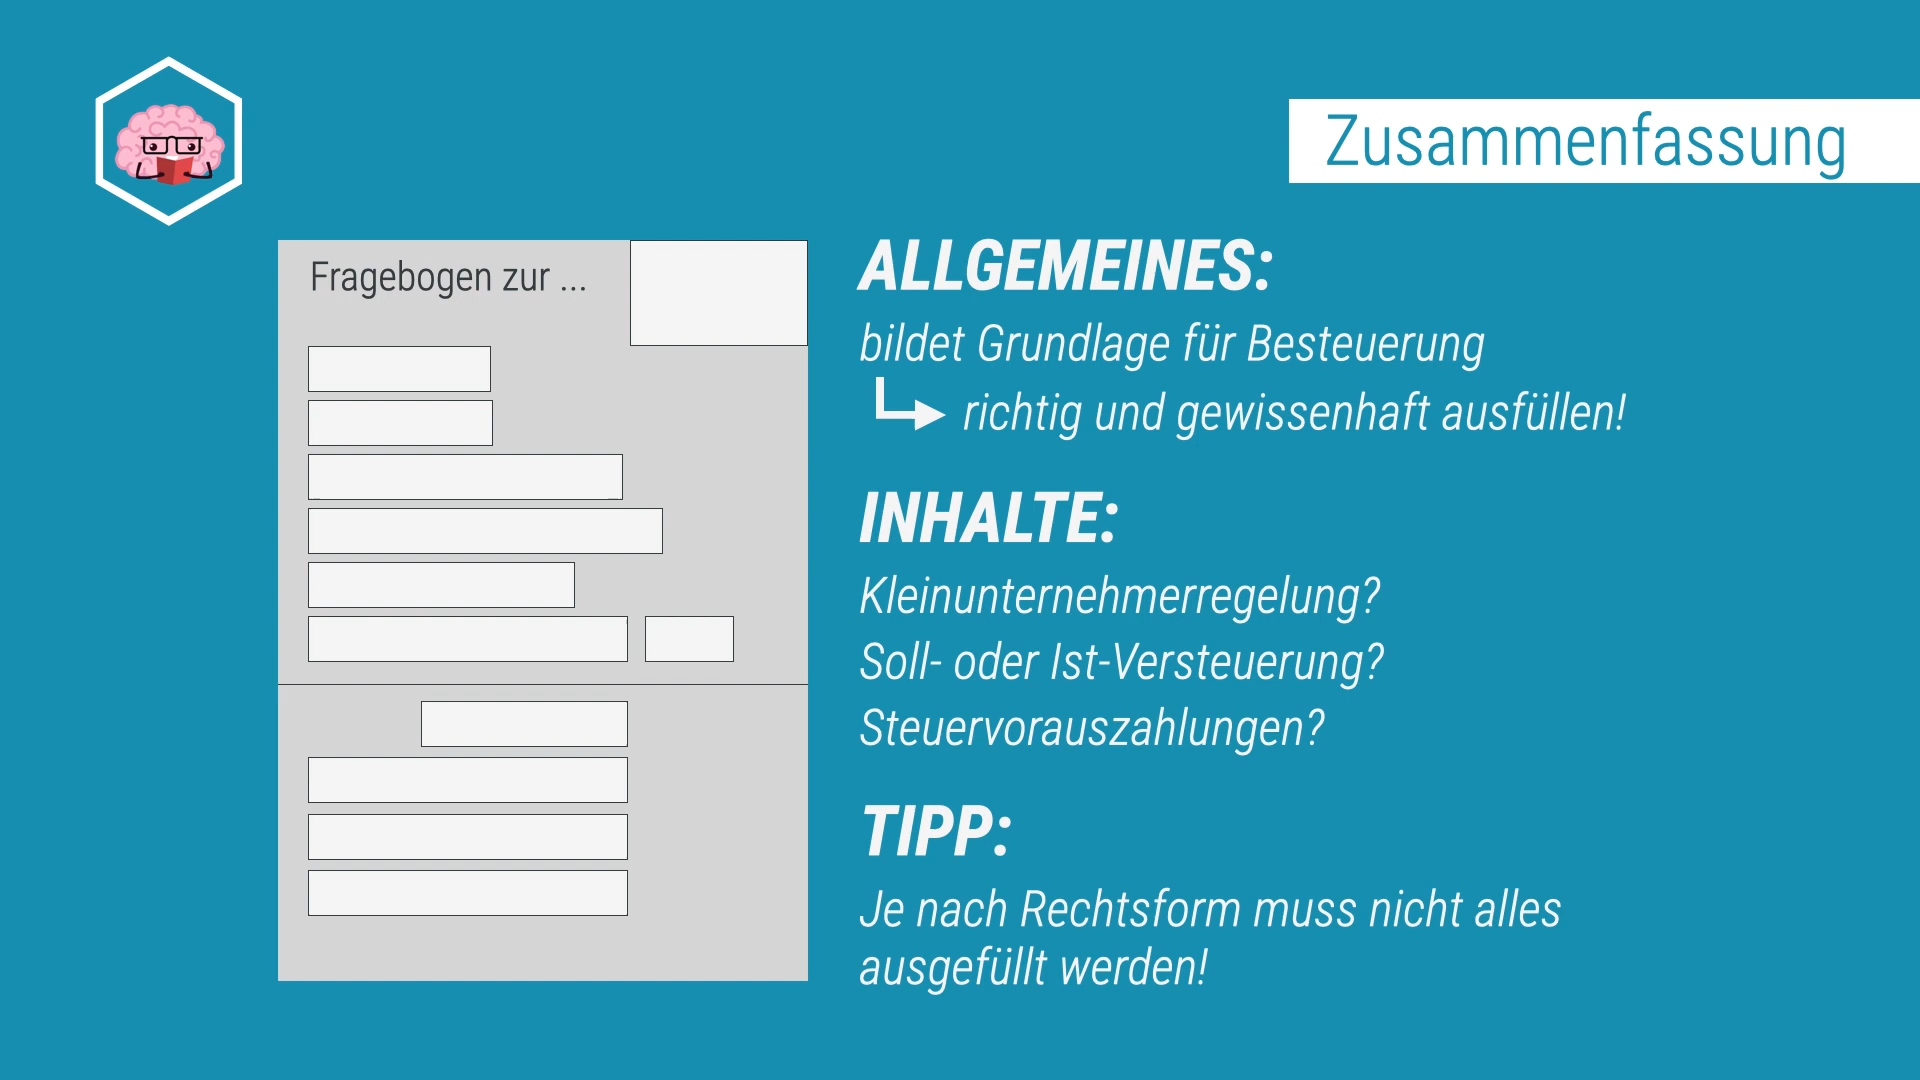 Zusammenfassung
Fragebogen zur ...
ALLGEMEINES:
bildet Grundlage für Besteuerung
richtig und gewissenhaft ausfüllen!
INHALTE:
Kleinunternehmerregelung?
Soll- oder Ist-Versteuerung?
Steuervorauszahlungen?
TIPP:
Je nach Rechtsform muss nicht alles
ausgefüllt werden!